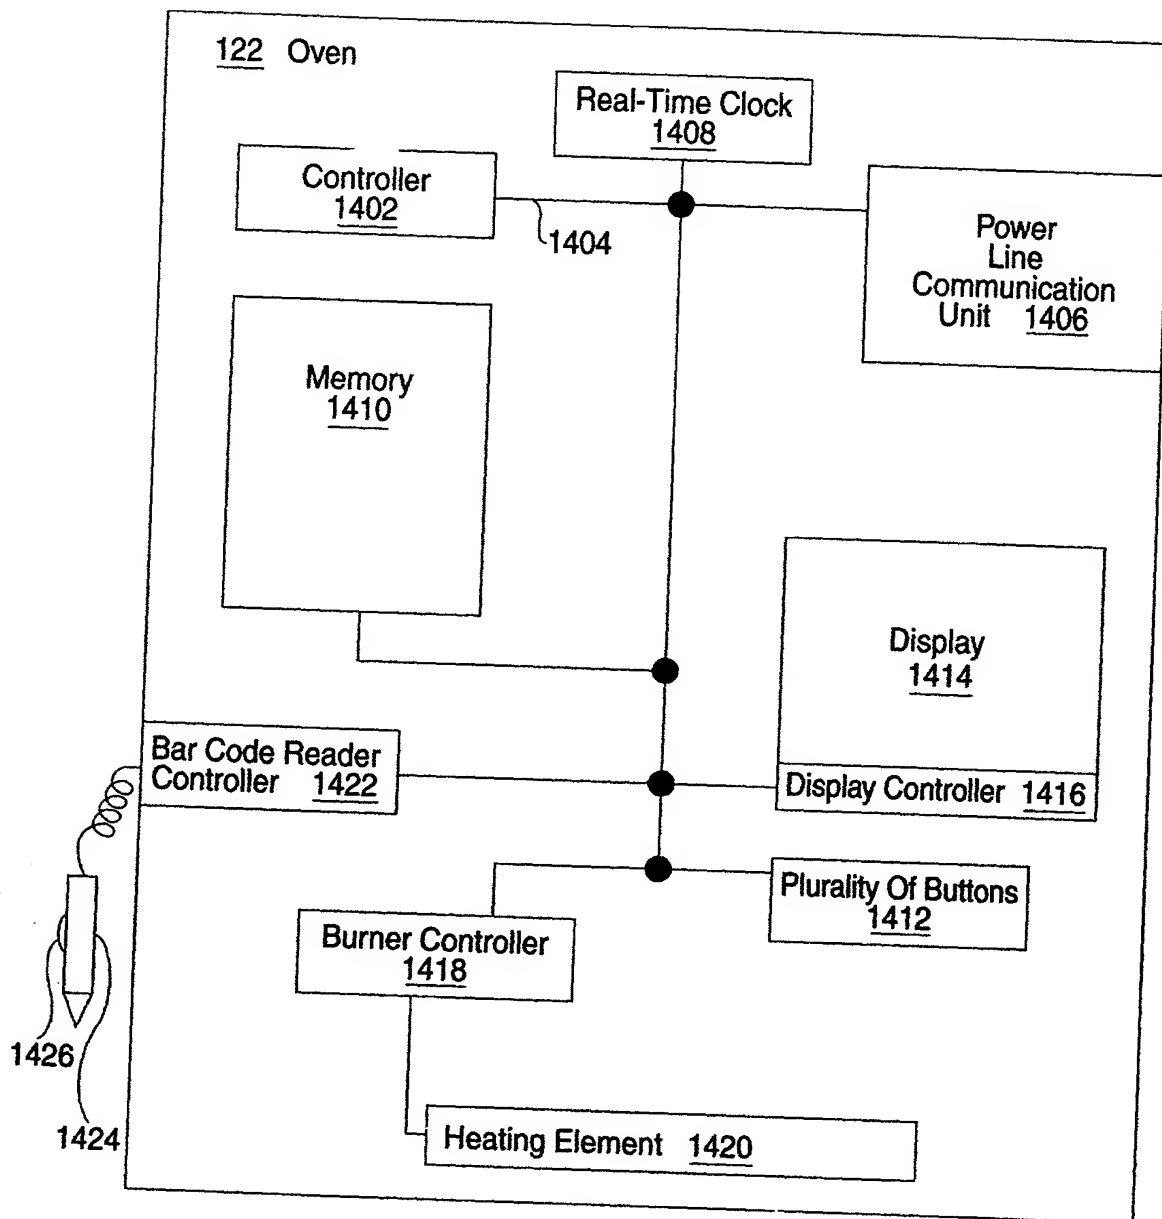 122 Oven
Real-Time Clock
1408
Controller
1402
1404
Power
Line
Communication
Unit 1406
Memory
1410
Display
1414
Bar Code Reader
Controller 1422
Display Controller 1416
Plurality Of Buttons
1412
Burner Controller
1418
1426
1424
Heating Element 1420